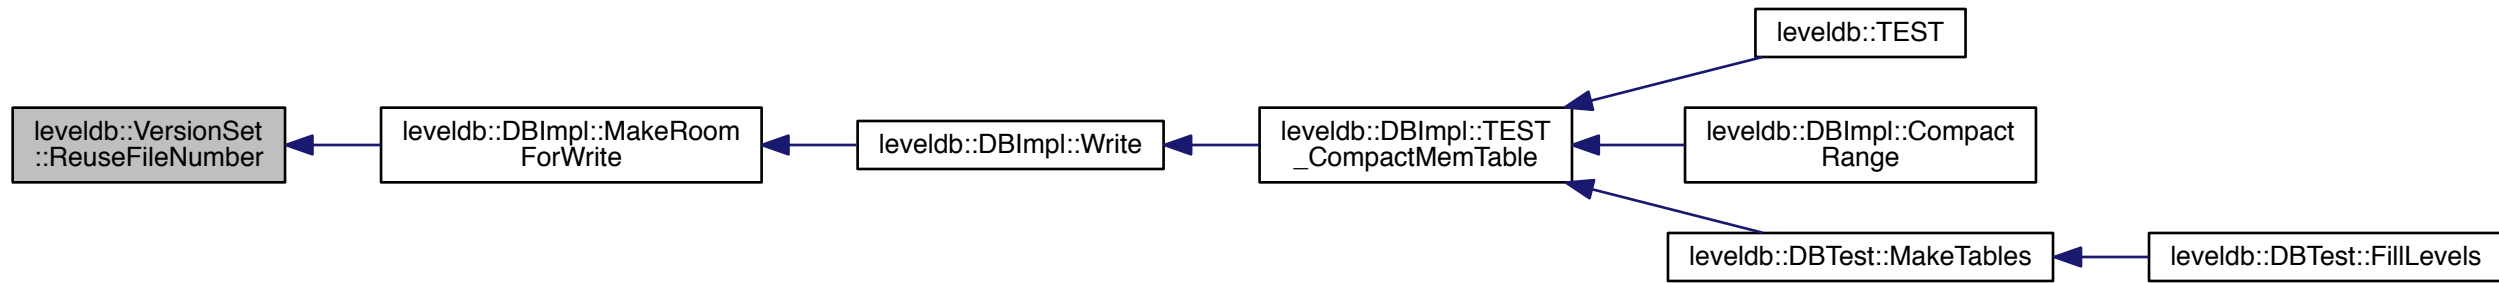 leveldb::VersionSet
::ReuseFileNumber
leveldb::DBImpl::MakeRoom
ForWrite
leveldb::DBImpl::Write
leveldb::DBImpl::TEST
_CompactMemTable
leveldb::TEST
leveldb::DBImpl::Compact
Range
leveldb::DBTest::MakeTables
leveldb::DBTest::FillLevels